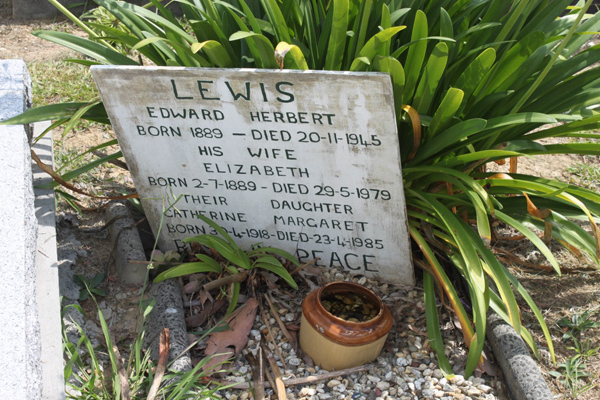 LEWIS
EDWARD HERBERT
BORN 1889 - DIED 20-11-1945
HIS WIFE
ELIZABETH
BORN 2-7-1889 - DIED 29-5-1979
THEIR DAUGHTER
CATHERINE MARGARET
BORN 30-4-1918-DIED-23-4-1985
PEACE